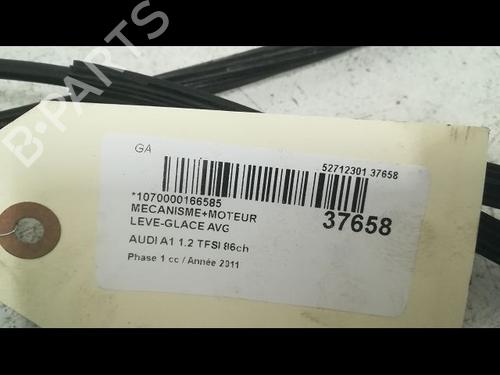 B-PARTS
GA
52712301 37658
*1070000166585
MECANISME+MOTEUR
LEVE-GLACE AVG
37658
AUDI A1 1.2 TFSI 86ch
Phase 1 cc / Année 2011